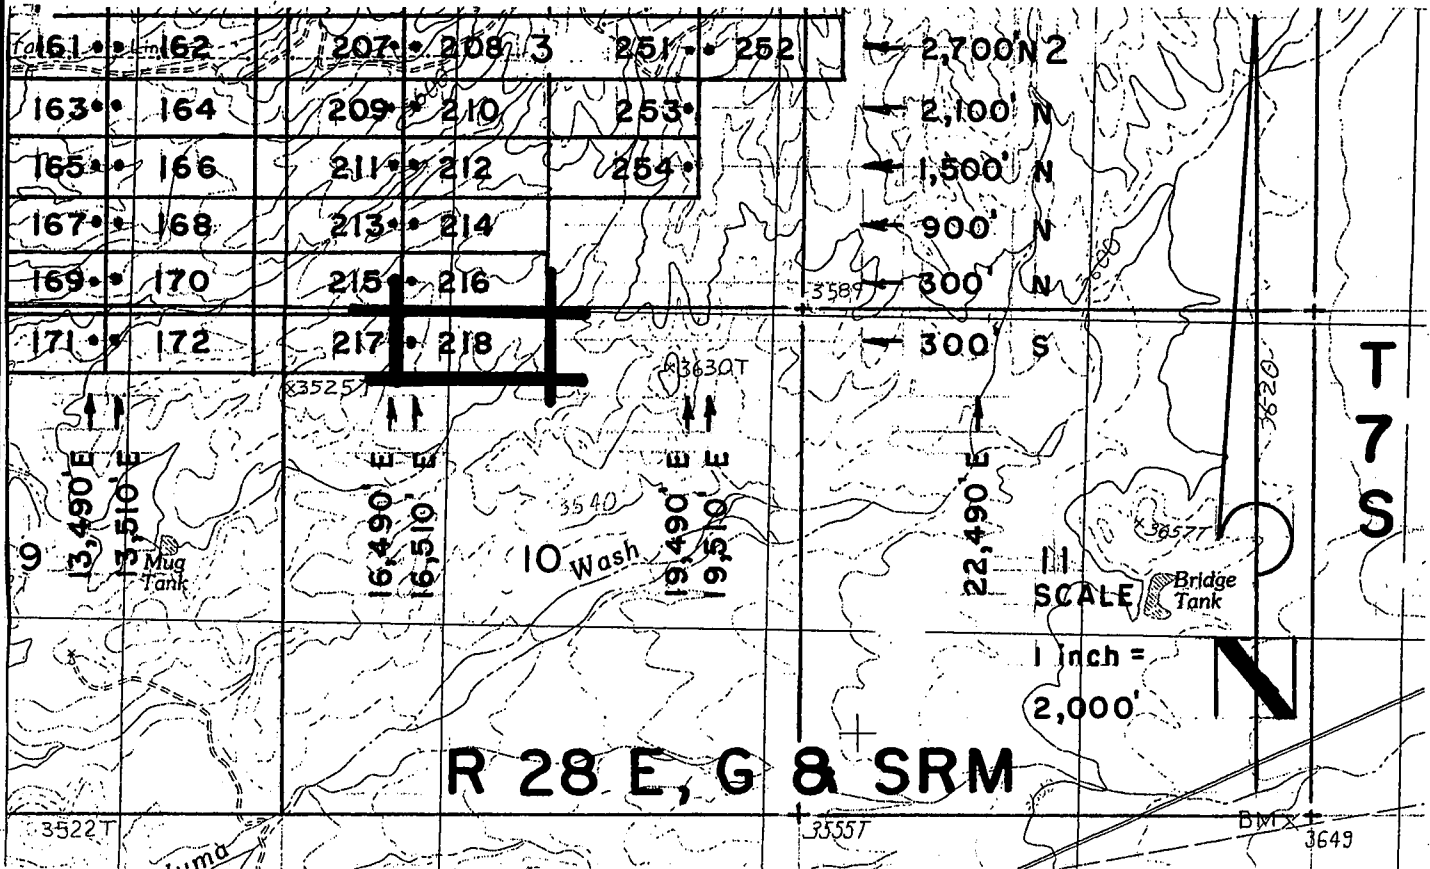 161 162 207 208 3 251 252 2,700' N 2
163 164 209 210 253 2,100' N
165 166 211 212 254 1,500' N
167 168 213 214 900' N
169 170 215 216 3589 300' N
171 172 217 218 300' S
3525T
3630T
3600
3620
T
7
S
13,490' E
13,510' E
16,490' E
16,510' E
19,490' E
19,510' E
22,490' E
9
Mug
Tank
3540
10
Wash
11
3657T
Bridge
Tank
SCALE
1 inch =
2,000'
N
R 28 E, G & SRM
3522T
3555T
BM X
3649